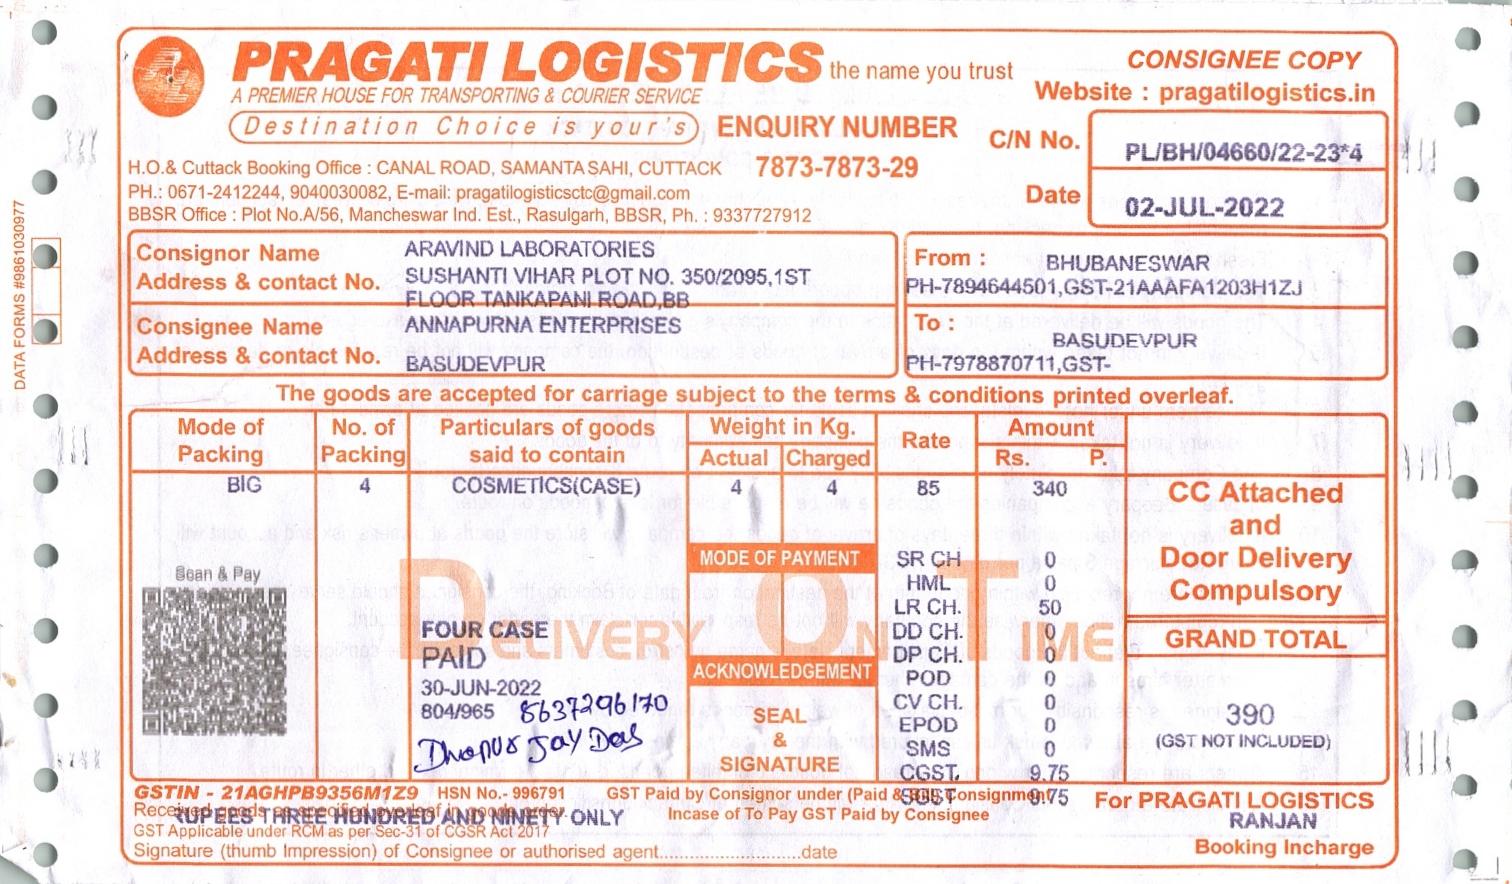 PRAGATI LOGISTICS the name you trust
A PREMIER HOUSE FOR TRANSPORTING & COURIER SERVICE
Destination Choice is your's
ENQUIRY NUMBER
7873-7873-29
CONSIGNEE COPY
Website : pragatilogistics.in
C/N No. PL/BH/04660/22-23*4
Date 02-JUL-2022
H.O.& Cuttack Booking Office : CANAL ROAD, SAMANTA SAHI, CUTTACK
PH.: 0671-2412244, 9040030082, E-mail: pragatilogisticsctc@gmail.com
BBSR Office : Plot No.A/56, Mancheswar Ind. Est., Rasulgarh, BBSR, Ph. : 9337727912
DATA FORMS #9861030977
Consignor Name ARAVIND LABORATORIES
Address & contact No. SUSHANTI VIHAR PLOT NO. 350/2095,1ST
FLOOR TANKAPANI ROAD,BB
From : BHUBANESWAR
PH-7894644501,GST-21AAAFA1203H1ZJ
Consignee Name ANNAPURNA ENTERPRISES
Address & contact No. BASUDEVPUR
To : BASUDEVPUR
PH-7978870711,GST-
The goods are accepted for carriage subject to the terms & conditions printed overleaf.
Mode of Packing No. of Packing Particulars of goods said to contain Weight in Kg. Actual Charged Rate Amount Rs. P.
BIG 4 COSMETICS(CASE) 4 4 85 340
CC Attached
and
Door Delivery
Compulsory
GRAND TOTAL
390
(GST NOT INCLUDED)
Scan & Pay
DELIVERY ON TIME
FOUR CASE
PAID
30-JUN-2022
804/965 8637296170
MODE OF PAYMENT
ACKNOWLEDGEMENT
SEAL
&
SIGNATURE
SR CH 0
HML 0
LR CH. 50
DD CH. 0
DP CH. 0
POD 0
CV CH. 0
EPOD 0
SMS 0
CGST. 9.75
SGST 9.75
GSTIN - 21AGHPB9356M1Z9 HSN No.- 996791 GST Paid by Consignor under (Paid & Bill) Consignment
Incase of To Pay GST Paid by Consignee
Received goods as specified overleaf in goods order.
RUPEES THREE HUNDRED AND NINETY ONLY
GST Applicable under RCM as per Sec-31 of CGSR Act 2017
Signature (thumb Impression) of Consignee or authorised agent..............................date
For PRAGATI LOGISTICS
RANJAN
Booking Incharge